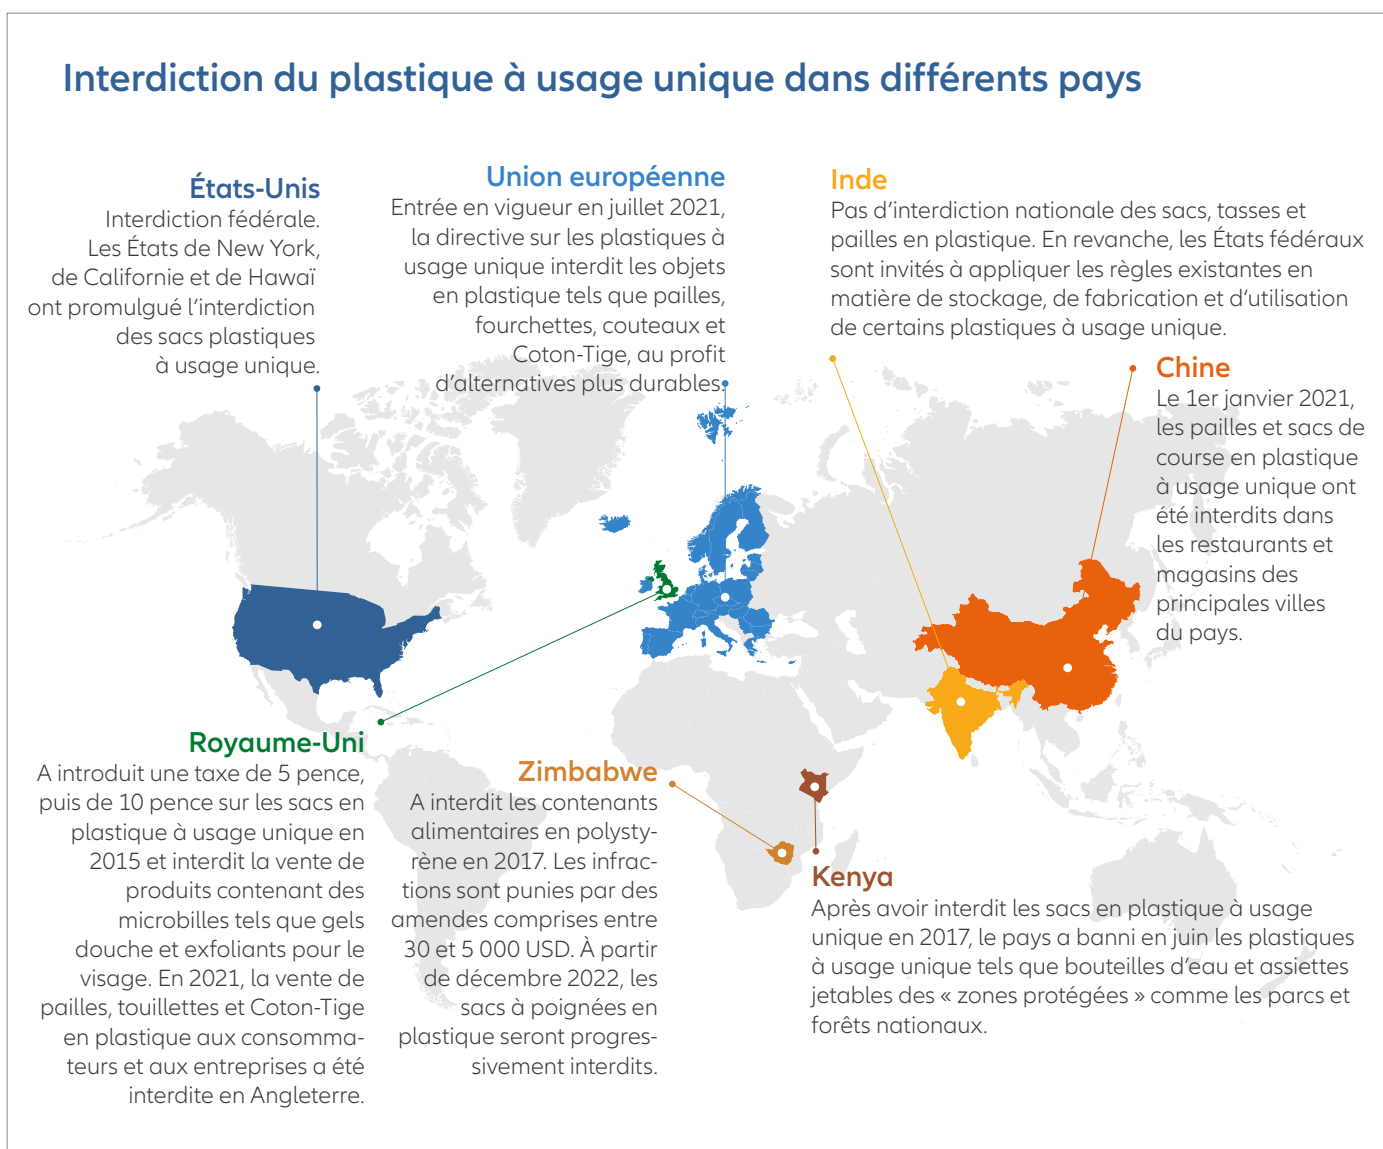 Interdiction du plastique à usage unique dans différents pays
États-Unis
Interdiction fédérale.
Les États de New York,
de Californie et de Hawaï
ont promulgué l'interdiction
des sacs plastiques
à usage unique.
Union européenne
Entrée en vigueur en juillet 2021,
la directive sur les plastiques à
usage unique interdit les objets
en plastique tels que pailles,
fourchettes, couteaux et
Coton-Tige, au profit
d'alternatives plus durables.
Inde
Pas d'interdiction nationale des sacs, tasses et
pailles en plastique. En revanche, les États fédéraux
sont invités à appliquer les règles existantes en
matière de stockage, de fabrication et d'utilisation
de certains plastiques à usage unique.
Chine
Le 1er janvier 2021,
les pailles et sacs de
course en plastique
à usage unique ont
été interdits dans
les restaurants et
magasins des
principales villes
du pays.
Royaume-Uni
A introduit une taxe de 5 pence,
puis de 10 pence sur les sacs en
plastique à usage unique en
2015 et interdit la vente de
produits contenant des
microbilles tels que gels
douche et exfoliants pour le
visage. En 2021, la vente de
pailles, touillettes et Coton-Tige
en plastique aux consomma-
teurs et aux entreprises a été
interdite en Angleterre.
Zimbabwe
A interdit les contenants
alimentaires en polysty-
rène en 2017. Les infrac-
tions sont punies par des
amendes comprises entre
30 et 5 000 USD. À partir
de décembre 2022, les
sacs à poignées en
plastique seront progres-
sivement interdits.
Kenya
Après avoir interdit les sacs en plastique à usage
unique en 2017, le pays a banni en juin les plastiques
à usage unique tels que bouteilles d'eau et assiettes
jetables des « zones protégées » comme les parcs et
forêts nationaux.